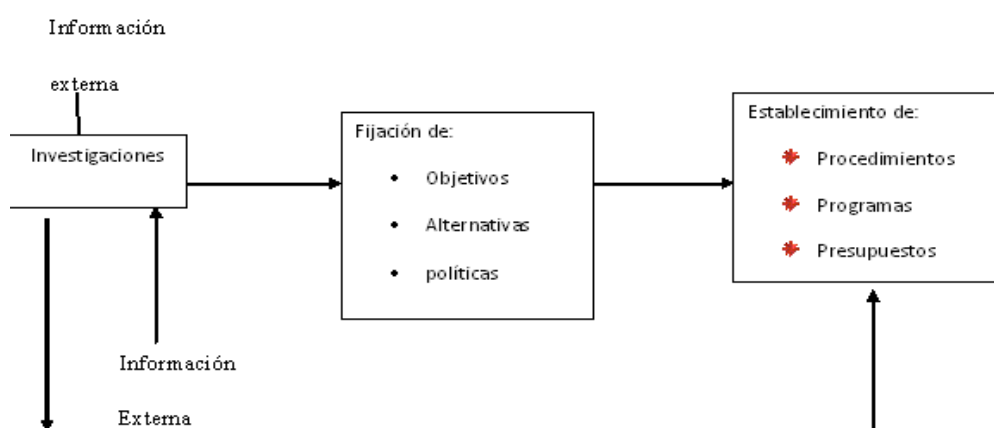 Información
externa
Investigaciones
Fijación de:
• Objetivos
• Alternativas
• políticas
Establecimiento de:
Procedimientos
Programas
Presupuestos
Información
Externa